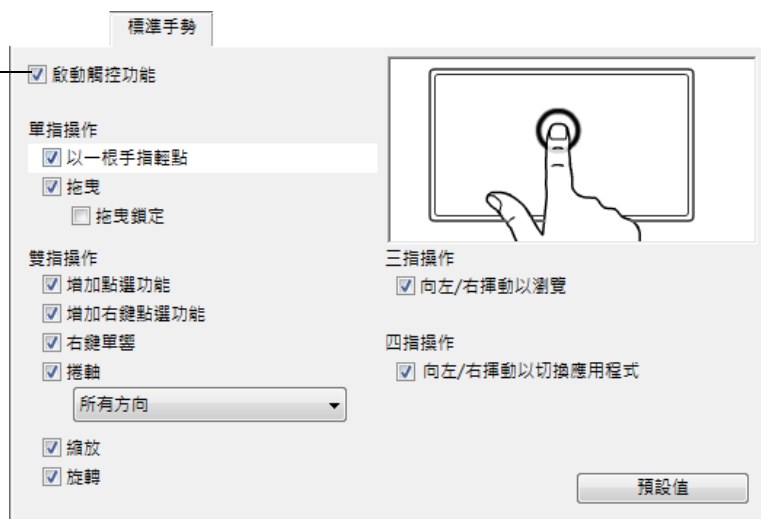 標準手勢
啟動觸控功能
單指操作
以一根手指輕點
拖曳
拖曳鎖定
雙指操作
增加點選功能
增加右鍵點選功能
右鍵單響
捲軸
所有方向
縮放
旋轉
三指操作
向左/右揮動以瀏覽
四指操作
向左/右揮動以切換應用程式
預設值